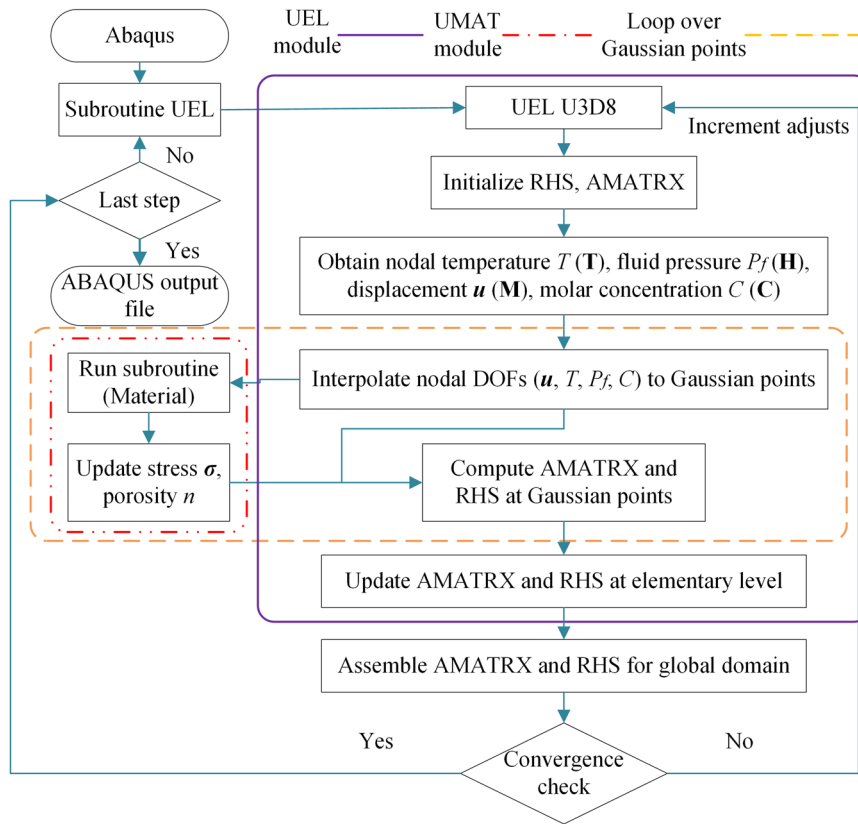 Abaqus
UEL module
UMAT module
Loop over Gaussian points
Subroutine UEL
UEL U3D8
Increment adjusts
No
Initialize RHS, AMATRX
Last step
Yes
Obtain nodal temperature T (T), fluid pressure Pf (H),
displacement u (M), molar concentration C (C)
ABAQUS output
file
Run subroutine
(Material)
Interpolate nodal DOFs (u, T, Pf, C) to Gaussian points
Update stress σ,
porosity n
Compute AMATRX and
RHS at Gaussian points
Update AMATRX and RHS at elementary level
Assemble AMATRX and RHS for global domain
Yes
No
Convergence
check